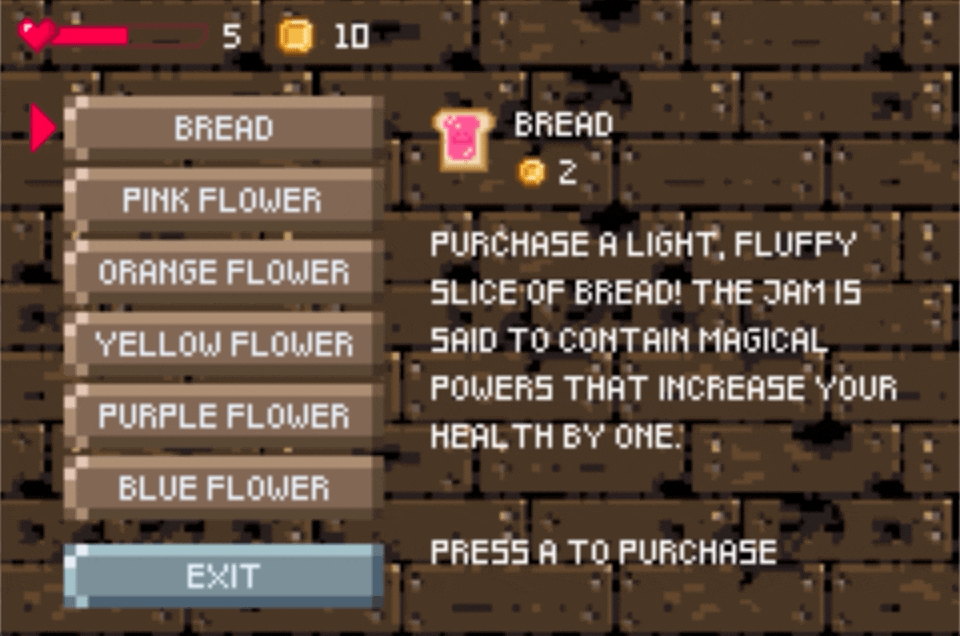 5 10
BREAD
PINK FLOWER
ORANGE FLOWER
YELLOW FLOWER
PURPLE FLOWER
BLUE FLOWER
EXIT
BREAD
2
PURCHASE A LIGHT, FLUFFY
SLICE OF BREAD! THE JAM IS
SAID TO CONTAIN MAGICAL
POWERS THAT INCREASE YOUR
HEALTH BY ONE.
PRESS A TO PURCHASE